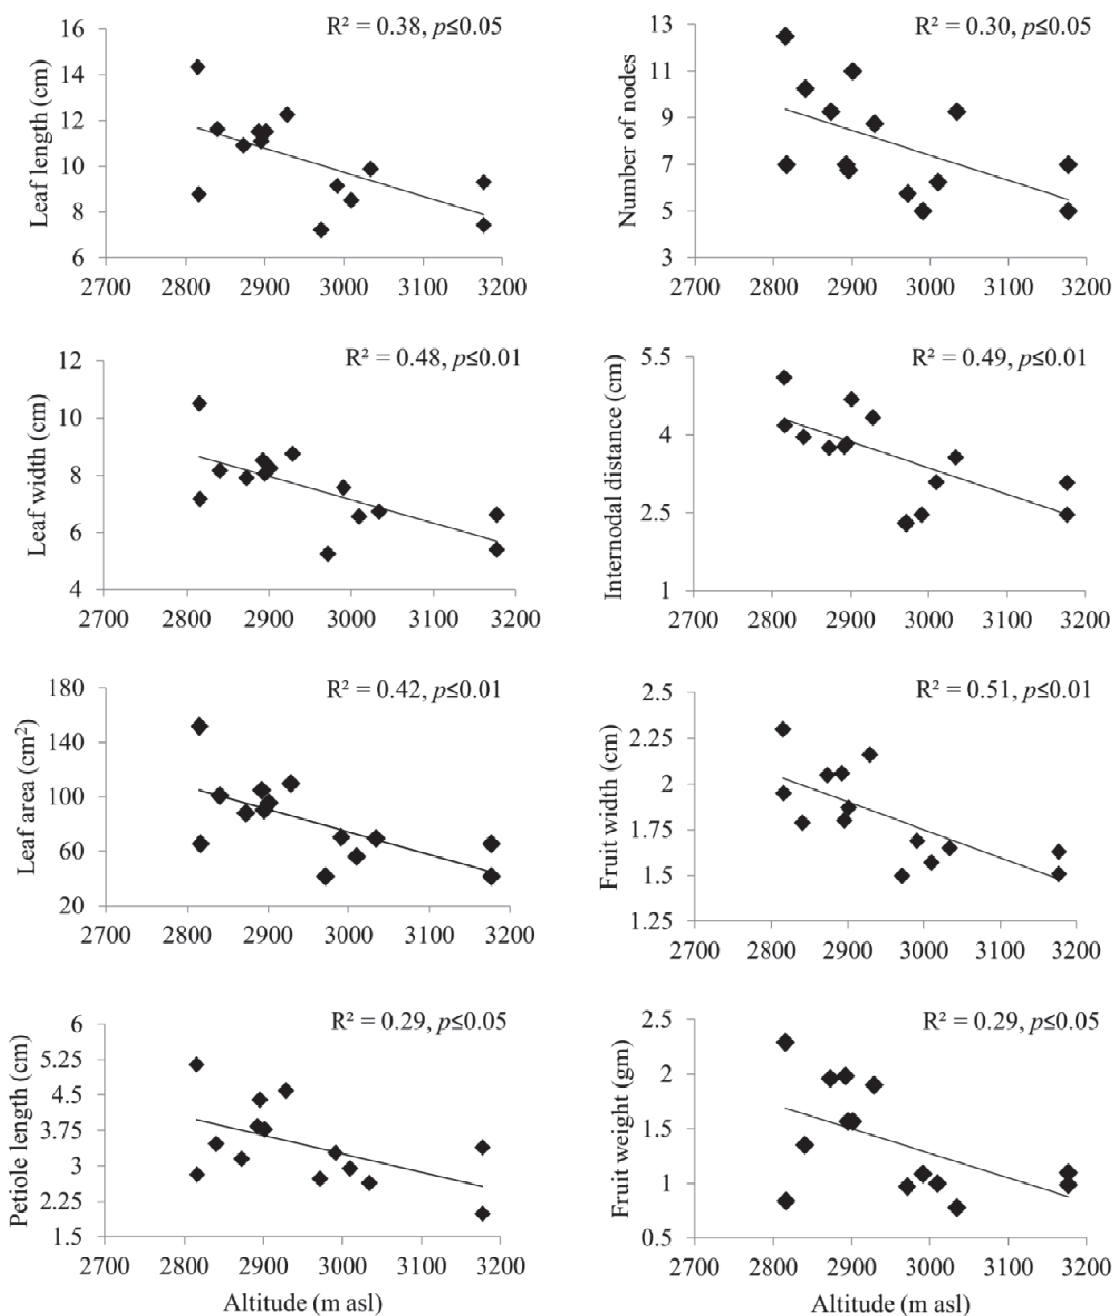 R² = 0.38, p≤0.05
Leaf length (cm)
16
14
12
10
8
6
2700 2800 2900 3000 3100 3200
R² = 0.30, p≤0.05
Number of nodes
13
11
9
7
5
3
2700 2800 2900 3000 3100 3200
R² = 0.48, p≤0.01
Leaf width (cm)
12
10
8
6
4
2700 2800 2900 3000 3100 3200
R² = 0.49, p≤0.01
Internodal distance (cm)
5.5
4
2.5
1
2700 2800 2900 3000 3100 3200
R² = 0.42, p≤0.01
Leaf area (cm²)
180
140
100
60
20
2700 2800 2900 3000 3100 3200
R² = 0.51, p≤0.01
Fruit width (cm)
2.5
2.25
2
1.75
1.5
1.25
2700 2800 2900 3000 3100 3200
R² = 0.29, p≤0.05
Petiole length (cm)
6
5.25
4.5
3.75
3
2.25
1.5
2700 2800 2900 3000 3100 3200
Altitude (m asl)
R² = 0.29, p≤0.05
Fruit weight (gm)
2.5
2
1.5
1
0.5
2700 2800 2900 3000 3100 3200
Altitude (m asl)